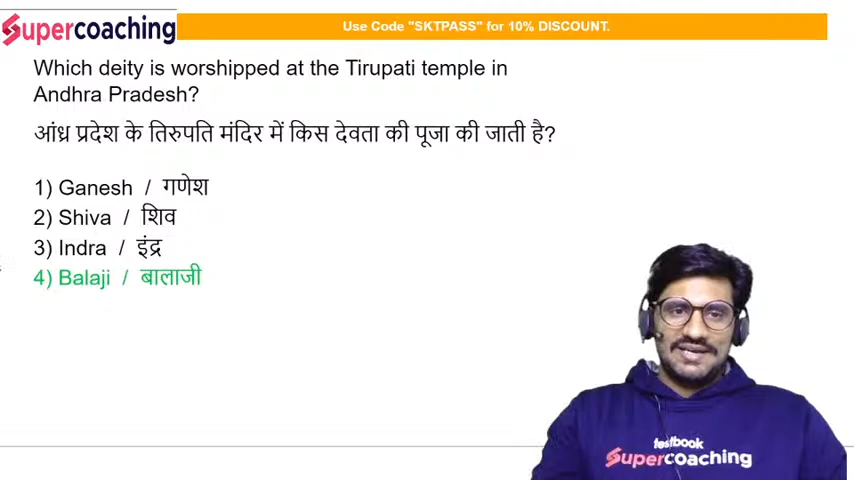 Supercoaching
Use Code "SKTPASS" for 10% DISCOUNT.
Which deity is worshipped at the Tirupati temple in
Andhra Pradesh?
आंध्र प्रदेश के तिरुपति मंदिर में किस देवता की पूजा की जाती है?
1) Ganesh / गणेश
2) Shiva / शिव
3) Indra / इंद्र
4) Balaji / बालाजी
testbook
Supercoaching